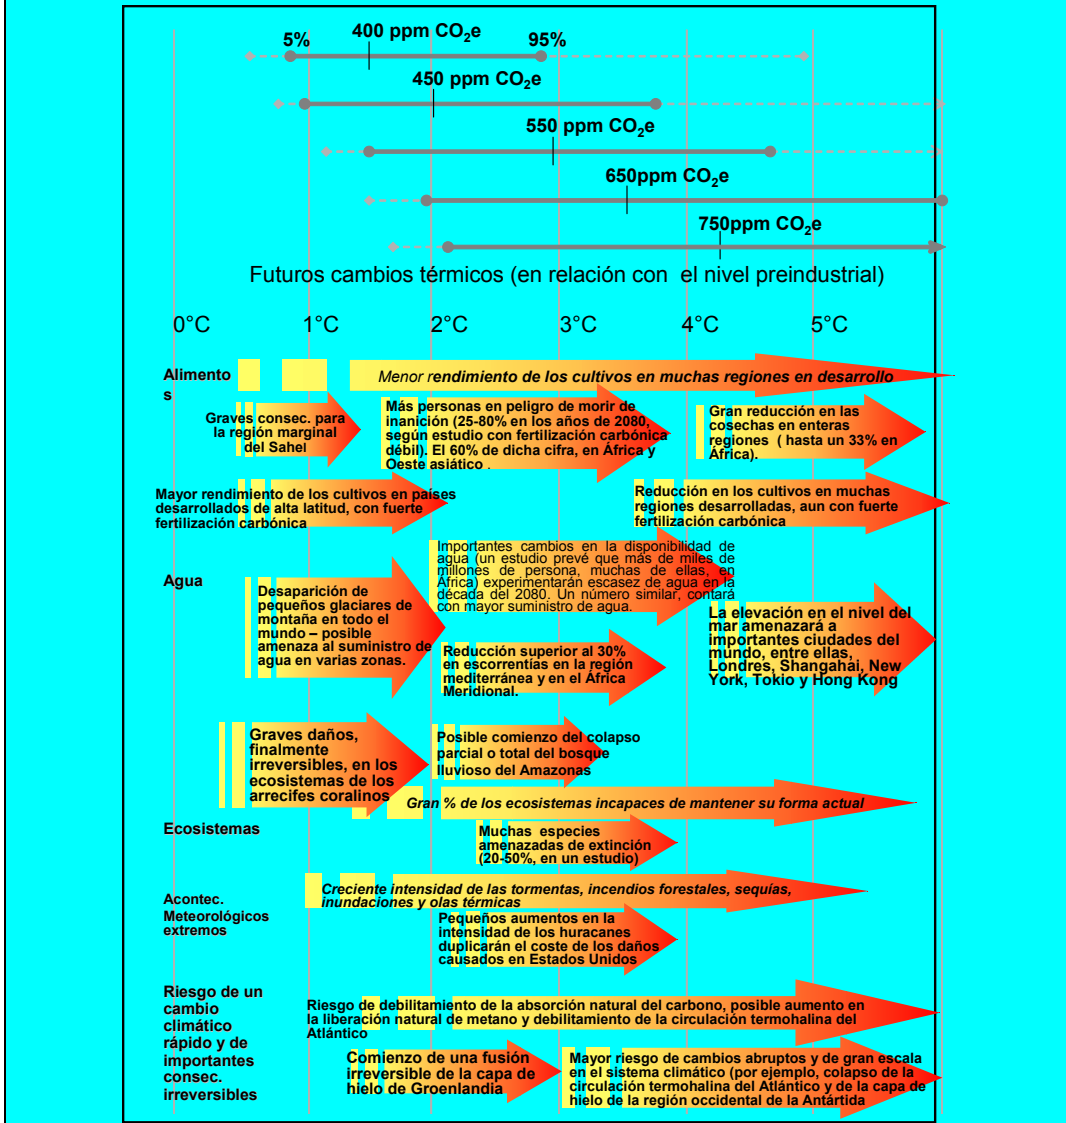 400 ppm CO₂e
5%
95%
450 ppm CO₂e
550 ppm CO₂e
650ppm CO₂e
750ppm CO₂e
Futuros cambios térmicos (en relación con el nivel preindustrial)
0°C 1°C 2°C 3°C 4°C 5°C
Alimento
s
Menor rendimiento de los cultivos en muchas regiones en desarrollo
Graves consec. para
la región marginal
del Sahel
Más personas en peligro de morir de
inanición (25-80% en los años de 2080,
según estudio con fertilización carbónica
débil). El 60% de dicha cifra, en África y
Oeste asiático .
Gran reducción en las
cosechas en enteras
regiones ( hasta un 33% en
África).
Mayor rendimiento de los cultivos en países
desarrollados de alta latitud, con fuerte
fertilización carbónica
Reducción en los cultivos en muchas
regiones desarrolladas, aun con fuerte
fertilización carbónica
Agua
Desaparición de
pequeños glaciares de
montaña en todo el
mundo – posible
amenaza al suministro de
agua en varias zonas.
Importantes cambios en la disponibilidad de
agua (un estudio prevé que más de miles de
millones de persona, muchas de ellas, en
África) experimentarán escasez de agua en la
década del 2080. Un número similar, contará
con mayor suministro de agua.
Reducción superior al 30%
en escorrentías en la región
mediterránea y en el África
Meridional.
La elevación en el nivel del
mar amenazará a
importantes ciudades del
mundo, entre ellas,
Londres, Shangahái, New
York, Tokio y Hong Kong
Graves daños,
finalmente
irreversibles, en los
ecosistemas de los
arrecifes coralinos
Posible comienzo del colapso
parcial o total del bosque
lluvioso del Amazonas
Gran % de los ecosistemas incapaces de mantener su forma actual
Ecosistemas
Muchas especies
amenazadas de extinción
(20-50%, en un estudio)
Acontec.
Meteorológicos
extremos
Creciente intensidad de las tormentas, incendios forestales, sequías,
inundaciones y olas térmicas
Pequeños aumentos en la
intensidad de los huracanes
duplicarán el coste de los daños
causados en Estados Unidos
Riesgo de un
cambio
climático
rápido y de
importantes
consec.
irreversibles
Riesgo de debilitamiento de la absorción natural del carbono, posible aumento en
la liberación natural de metano y debilitamiento de la circulación termohalina del
Atlántico
Comienzo de una fusión
irreversible de la capa de
hielo de Groenlandia
Mayor riesgo de cambios abruptos y de gran escala
en el sistema climático (por ejemplo, colapso de la
circulación termohalina del Atlántico y de la capa de
hielo de la región occidental de la Antártida